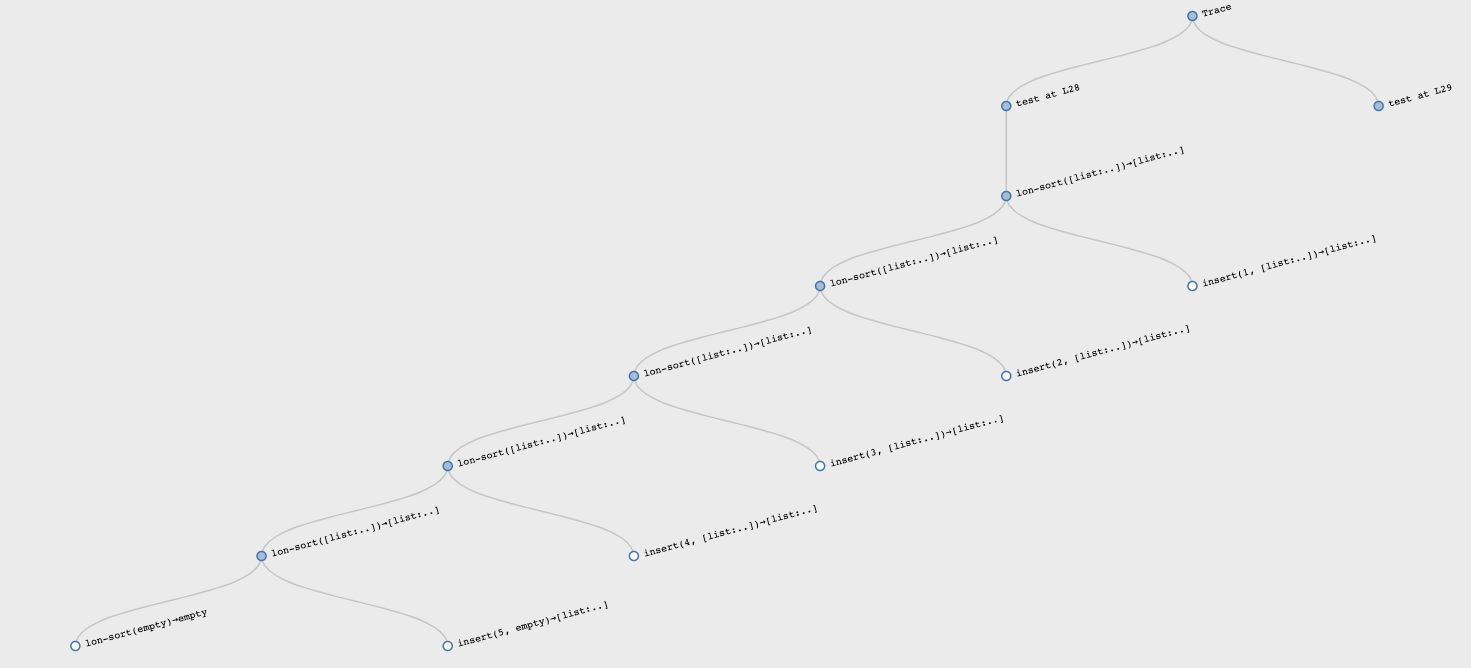 Trace
test at L28
test at L29
lon-sort([list:..])→[list:..]
lon-sort([list:..])→[list:..]
insert(1, [list:..])→[list:..]
lon-sort([list:..])→[list:..]
insert(2, [list:..])→[list:..]
lon-sort([list:..])→[list:..]
insert(3, [list:..])→[list:..]
lon-sort([list:..])→[list:..]
insert(4, [list:..])→[list:..]
lon-sort(empty)→empty
insert(5, empty)→[list:..]